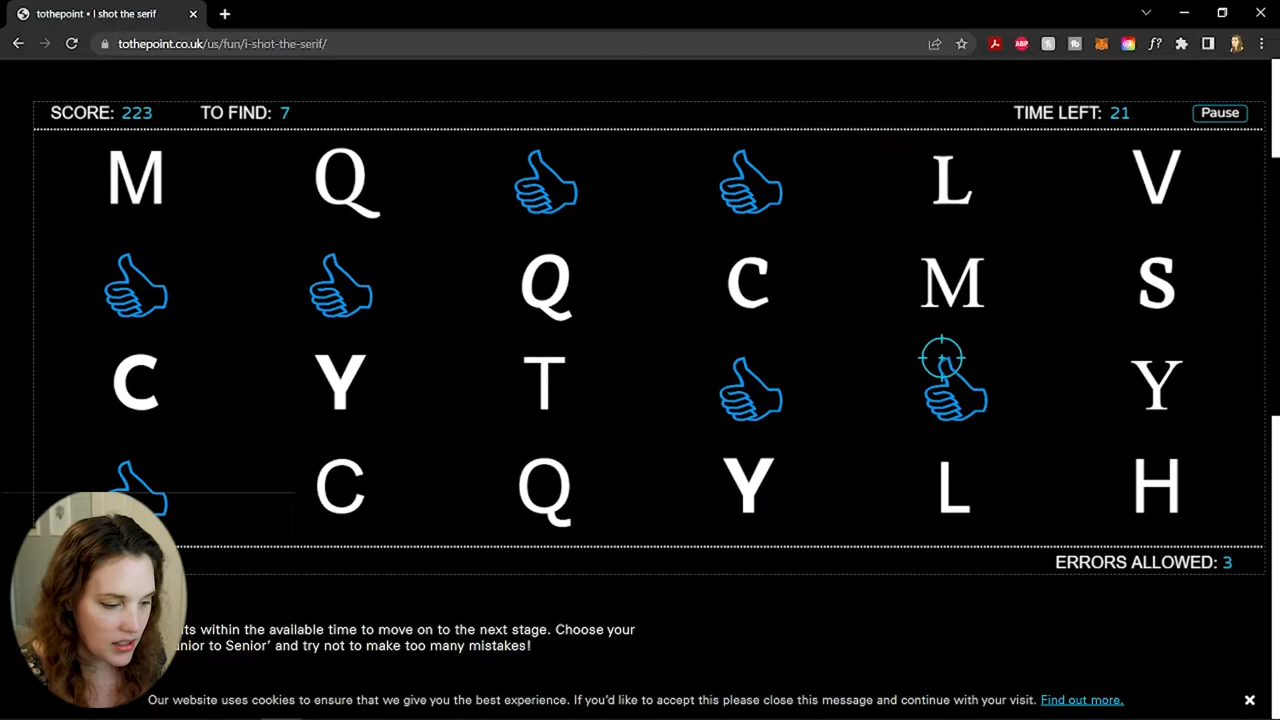 tothepoint • I shot the serif
tothepoint.co.uk/us/fun/i-shot-the-serif/
ABP
f?
SCORE: 223 TO FIND: 7 TIME LEFT: 21 Pause
M Q L V
Q C M S
C Y T Y
C Q Y L H
ERRORS ALLOWED: 3
within the available time to move on to the next stage. Choose your
to Senior’ and try not to make too many mistakes!
Our website uses cookies to ensure that we give you the best experience. If you'd like to accept this please close this message and continue with your visit. Find out more.